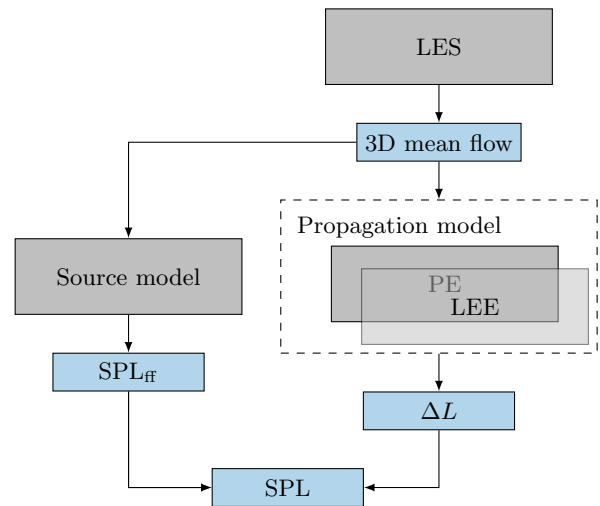 LES
3D mean flow
Propagation model
PE
LEE
Source model
SPL_ff
ΔL
SPL